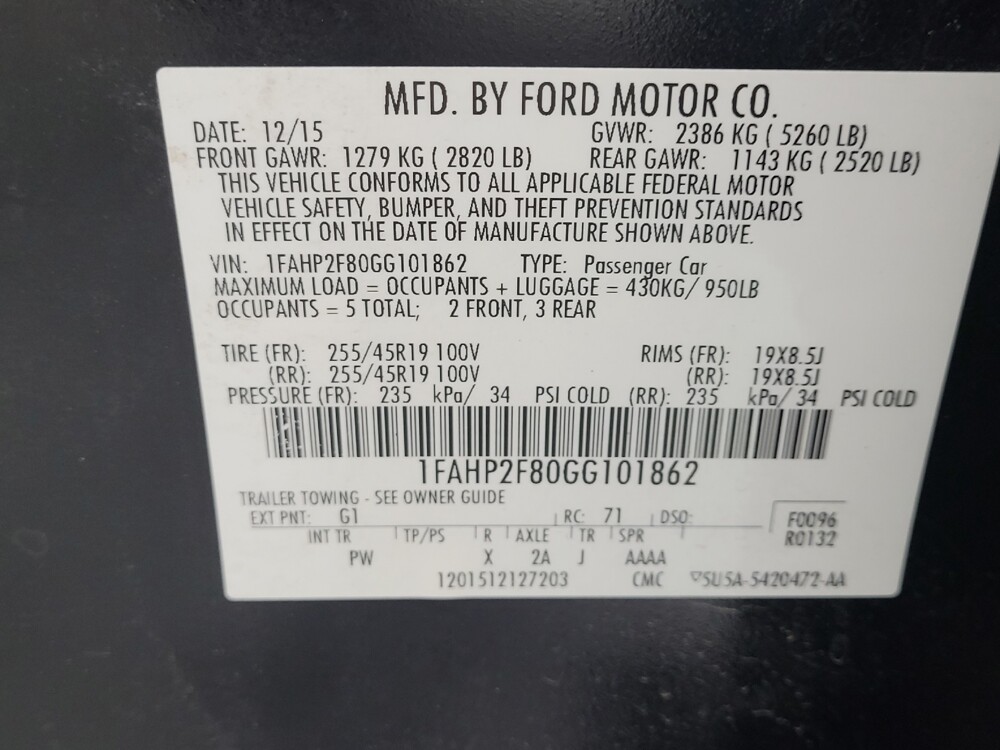 MFD. BY FORD MOTOR CO.
DATE: 12/15 GVWR: 2386 KG ( 5260 LB)
FRONT GAWR: 1279 KG ( 2820 LB) REAR GAWR: 1143 KG ( 2520 LB)
THIS VEHICLE CONFORMS TO ALL APPLICABLE FEDERAL MOTOR
VEHICLE SAFETY, BUMPER, AND THEFT PREVENTION STANDARDS
IN EFFECT ON THE DATE OF MANUFACTURE SHOWN ABOVE.
VIN: 1FAHP2F80GG101862 TYPE: Passenger Car
MAXIMUM LOAD = OCCUPANTS + LUGGAGE = 430KG/ 950LB
OCCUPANTS = 5 TOTAL; 2 FRONT, 3 REAR
TIRE (FR): 255/45R19 100V RIMS (FR): 19X8.5J
(RR): 255/45R19 100V (RR): 19X8.5J
PRESSURE (FR): 235 kPa/ 34 PSI COLD (RR): 235 kPa/ 34 PSI COLD
1FAHP2F80GG101862
TRAILER TOWING - SEE OWNER GUIDE
EXT PNT: G1 RC: 71 DSO: F0096
INT TR TP/PS R AXLE TR SPR R0132
PW X 2A J AAAA
1201512127203 CMC ▽5U5A-5420472-AA